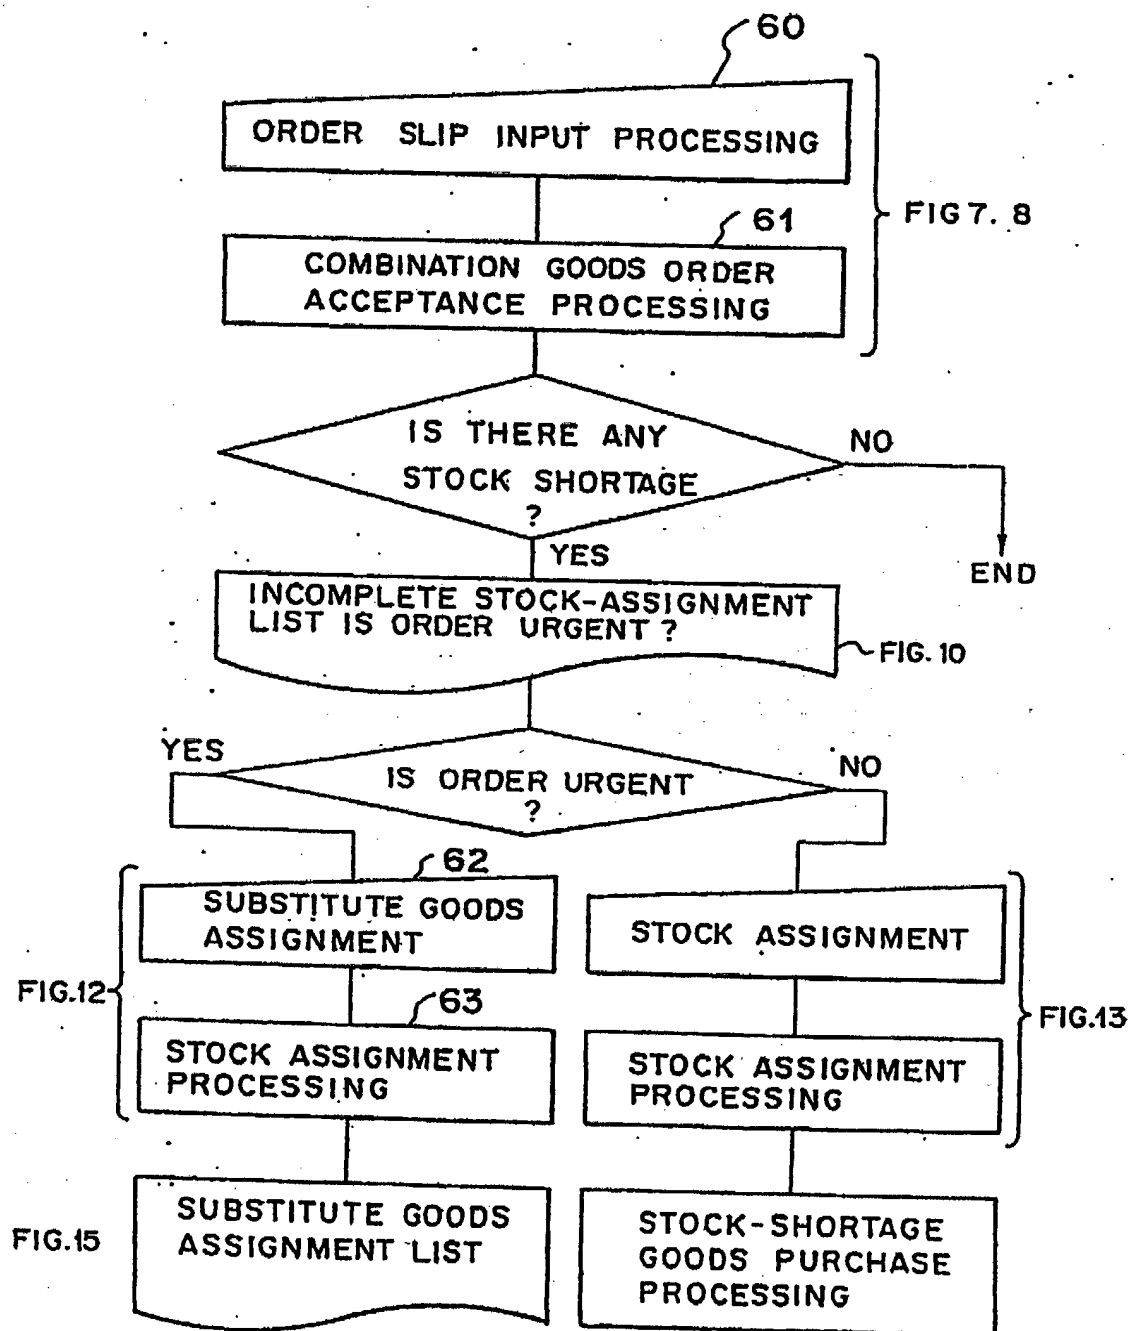 60
ORDER SLIP INPUT PROCESSING
FIG 7. 8
61
COMBINATION GOODS ORDER
ACCEPTANCE PROCESSING
IS THERE ANY
STOCK SHORTAGE
?
NO
END
YES
INCOMPLETE STOCK-ASSIGNMENT
LIST IS ORDER URGENT ?
FIG. 10
YES
IS ORDER URGENT
?
NO
62
SUBSTITUTE GOODS
ASSIGNMENT
STOCK ASSIGNMENT
FIG.12
63
STOCK ASSIGNMENT
PROCESSING
STOCK ASSIGNMENT
PROCESSING
FIG.13
FIG.15
SUBSTITUTE GOODS
ASSIGNMENT LIST
STOCK-SHORTAGE
GOODS PURCHASE
PROCESSING